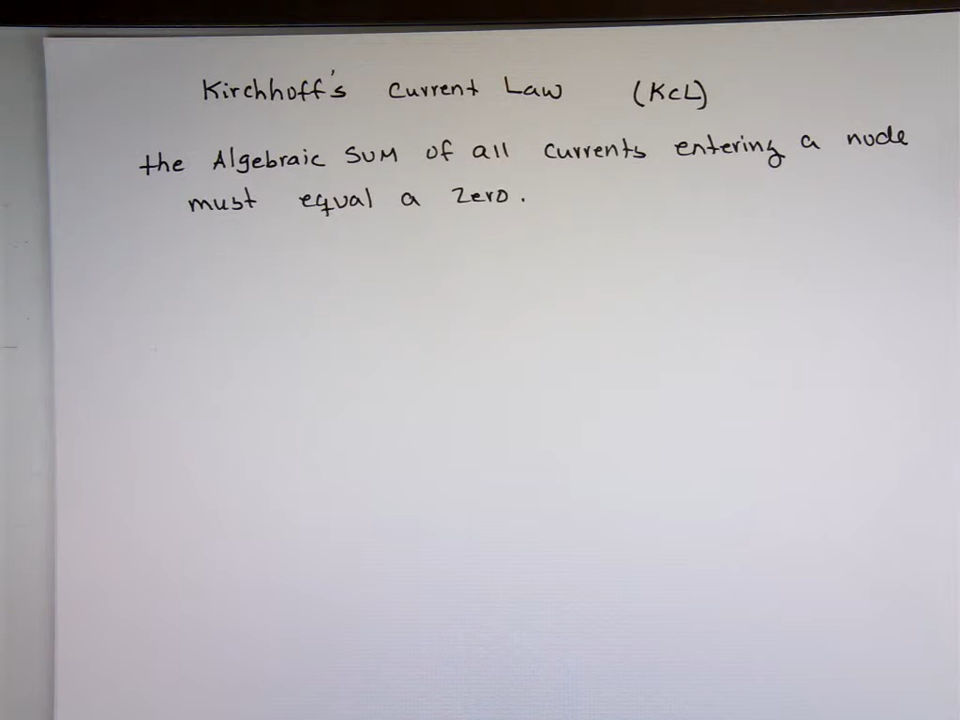 Kirchhoff's Current Law (KCL)
the Algebraic SUM of all currents entering a node
must equal a Zero.